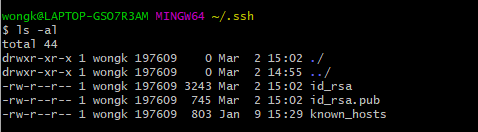 wongk@LAPTOP-GSO7R3AM MINGW64 ~/.ssh
$ ls -al
total 44
drwxr-xr-x 1 wongk 197609    0 Mar  2 15:02 ./
drwxr-xr-x 1 wongk 197609    0 Mar  2 14:55 ../
-rw-r--r-- 1 wongk 197609 3243 Mar  2 15:02 id_rsa
-rw-r--r-- 1 wongk 197609  745 Mar  2 15:02 id_rsa.pub
-rw-r--r-- 1 wongk 197609  803 Jan  9 15:29 known_hosts